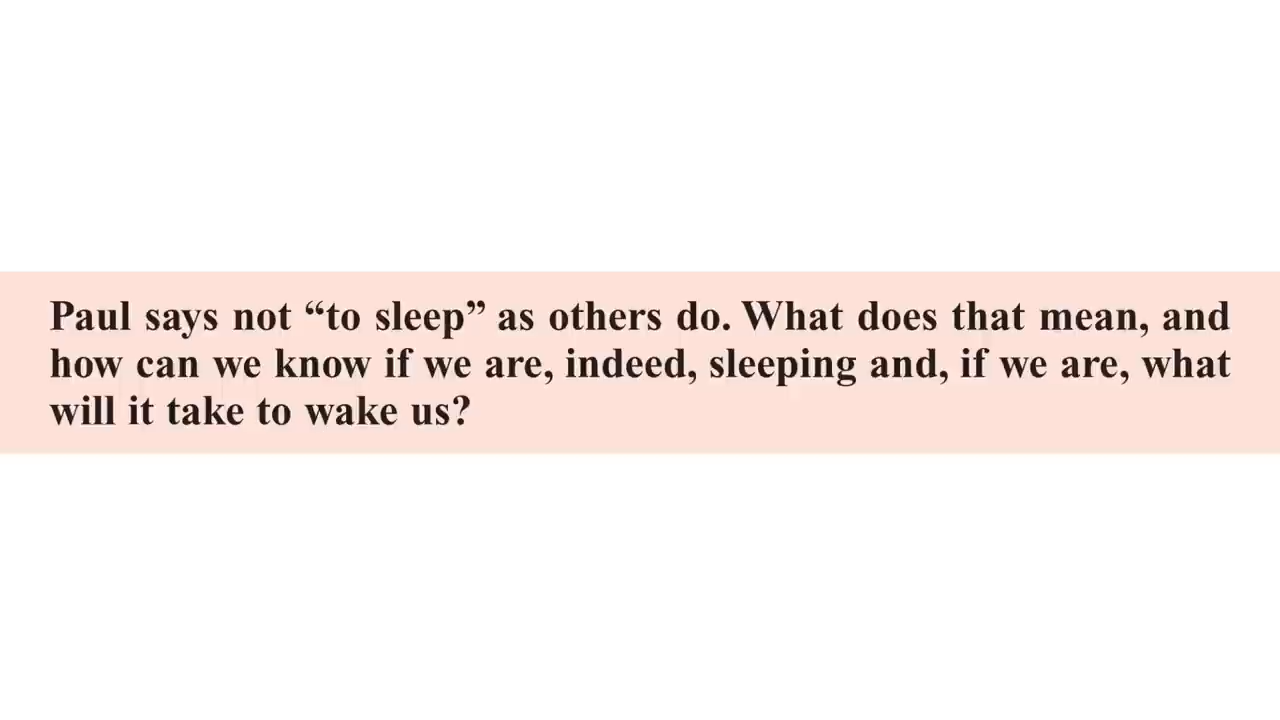 Paul says not “to sleep” as others do. What does that mean, and
how can we know if we are, indeed, sleeping and, if we are, what
will it take to wake us?